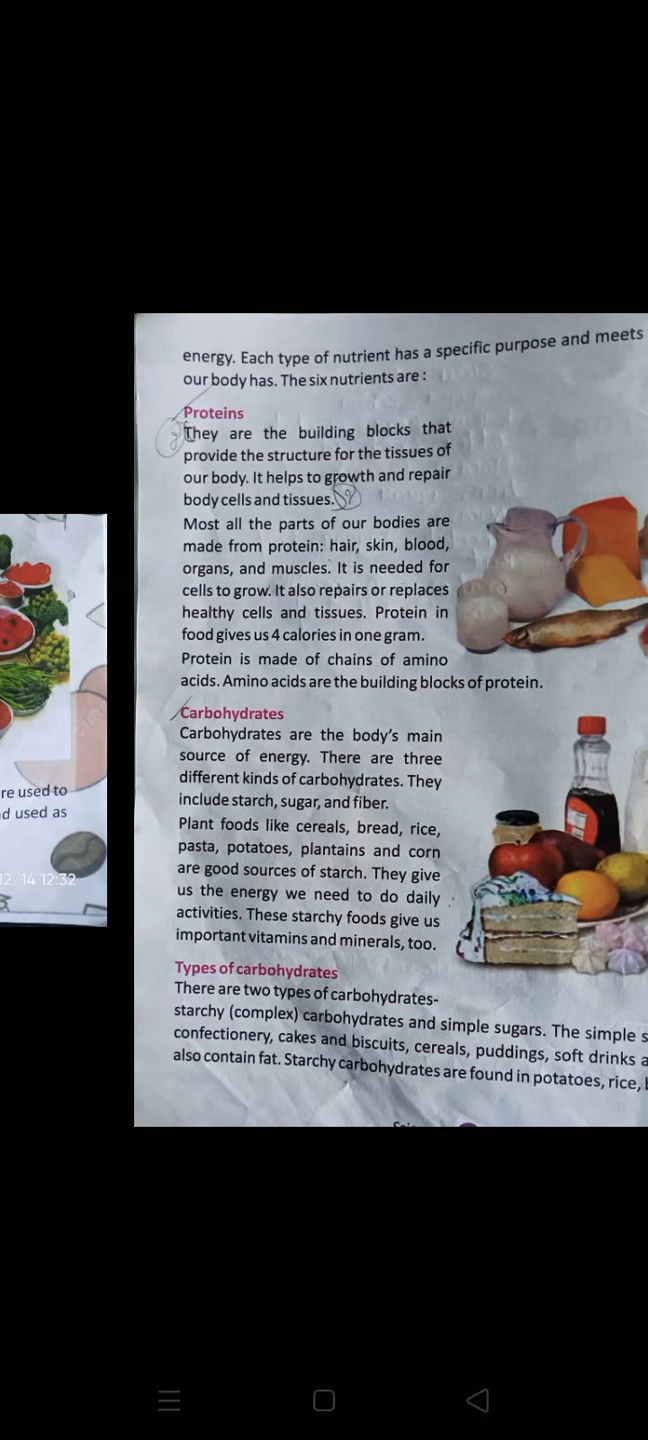 re used to
d used as
12/14 12:32
energy. Each type of nutrient has a specific purpose and meets
our body has. The six nutrients are :
Proteins
They are the building blocks that
provide the structure for the tissues of
our body. It helps to growth and repair
body cells and tissues.
Most all the parts of our bodies are
made from protein: hair, skin, blood,
organs, and muscles. It is needed for
cells to grow. It also repairs or replaces
healthy cells and tissues. Protein in
food gives us 4 calories in one gram.
Protein is made of chains of amino
acids. Amino acids are the building blocks of protein.
Carbohydrates
Carbohydrates are the body's main
source of energy. There are three
different kinds of carbohydrates. They
include starch, sugar, and fiber.
Plant foods like cereals, bread, rice,
pasta, potatoes, plantains and corn
are good sources of starch. They give
us the energy we need to do daily
activities. These starchy foods give us
important vitamins and minerals, too.
Types of carbohydrates
There are two types of carbohydrates-
starchy (complex) carbohydrates and simple sugars. The simple s
confectionery, cakes and biscuits, cereals, puddings, soft drinks a
also contain fat. Starchy carbohydrates are found in potatoes, rice,